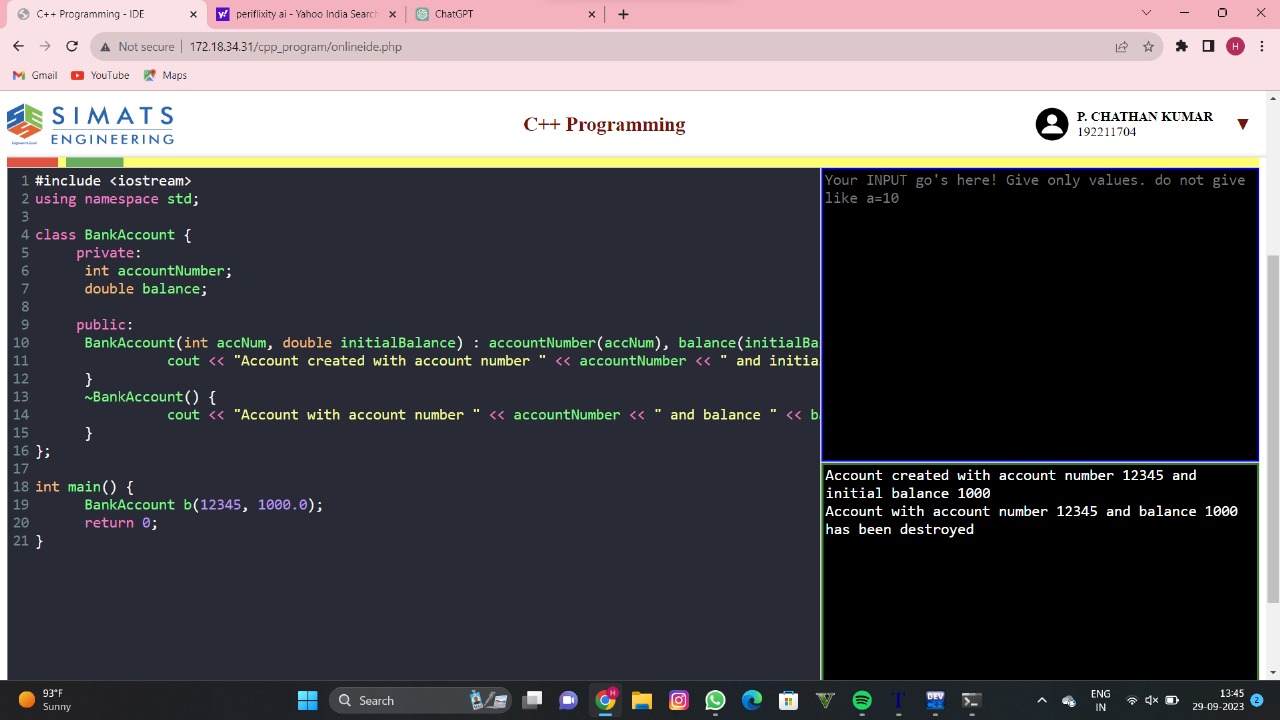 C++ Programming - IDE
periflixity ai - Yahoo India Search
ChatGPT
Not secure
172.18.34.31/cpp_program/onlineide.php
H
Gmail
YouTube
Maps
SIMATS
ENGINEERING
C++ Programming
P. CHATHAN KUMAR
192211704
1 #include <iostream>
2 using namespace std;
3
4 class BankAccount {
5 private:
6 int accountNumber;
7 double balance;
8
9 public:
10 BankAccount(int accNum, double initialBalance) : accountNumber(accNum), balance(initialBa
11 cout << "Account created with account number " << accountNumber << " and initia
12 }
13 ~BankAccount() {
14 cout << "Account with account number " << accountNumber << " and balance " << b
15 }
16 };
17
18 int main() {
19 BankAccount b(12345, 1000.0);
20 return 0;
21 }
Your INPUT go's here! Give only values. do not give
like a=10
Account created with account number 12345 and
initial balance 1000
Account with account number 12345 and balance 1000
has been destroyed
93°F
Sunny
Search
H
T
DEV
ENG
IN
13:45
29-09-2023
2